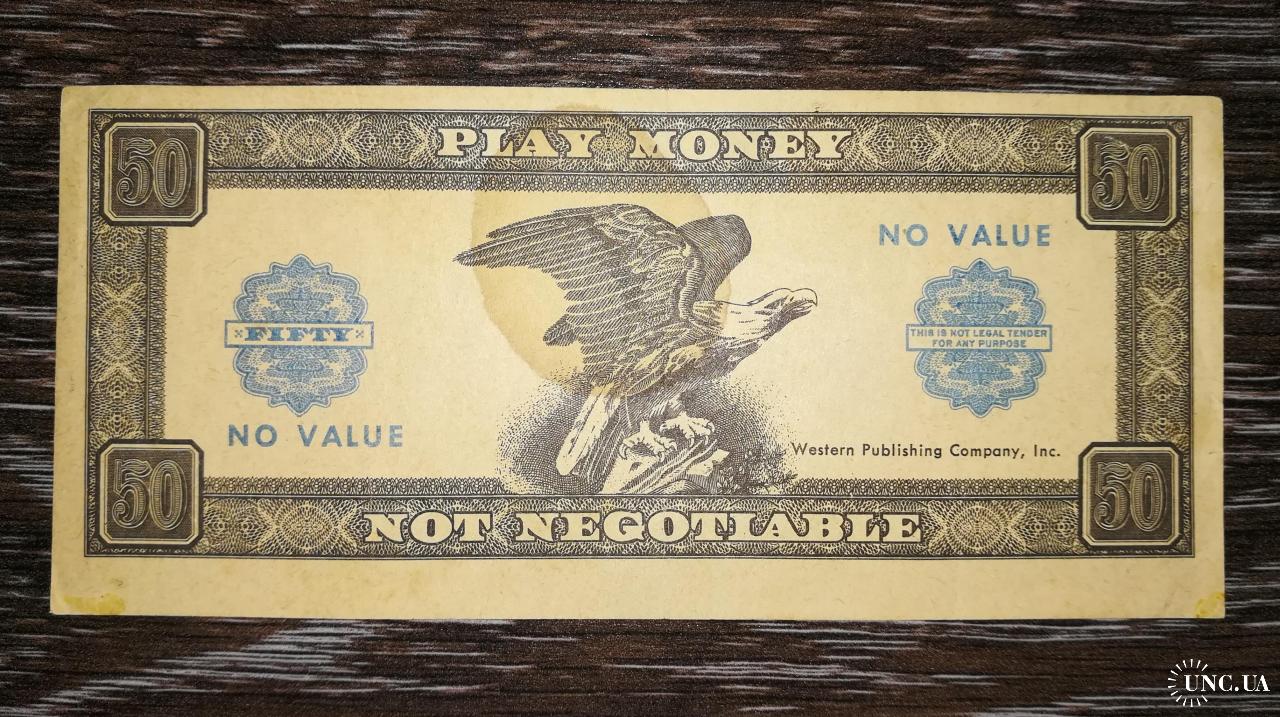 50 PLAY MONEY 50
NO VALUE
FIFTY
THIS IS NOT LEGAL TENDER
FOR ANY PURPOSE
NO VALUE
Western Publishing Company, Inc.
50 NOT NEGOTIABLE 50
UNC.UA